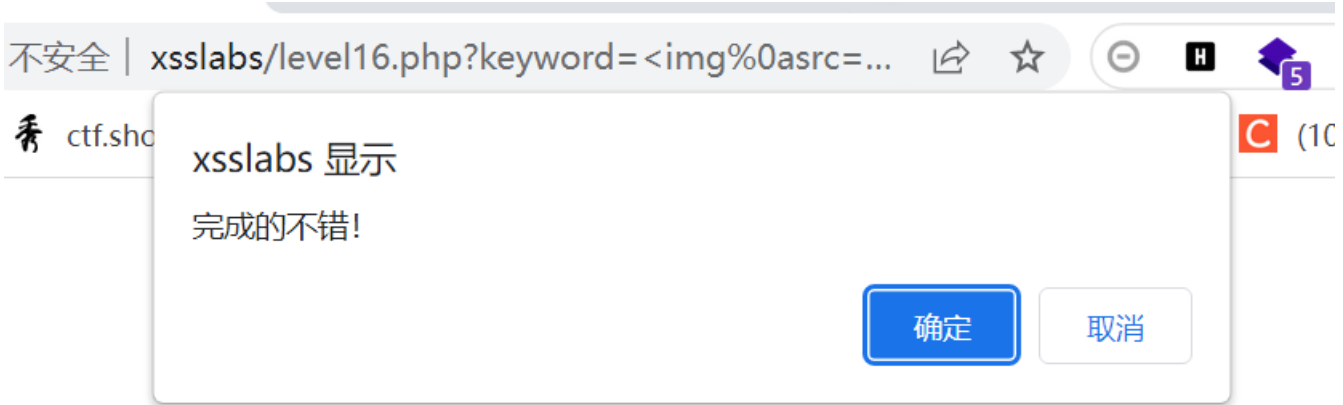 不安全 | xsslabs/level16.php?keyword=<img%0asrc=...
H
5
秀 ctf.sho
C (10
xsslabs 显示
完成的不错!
确定 取消